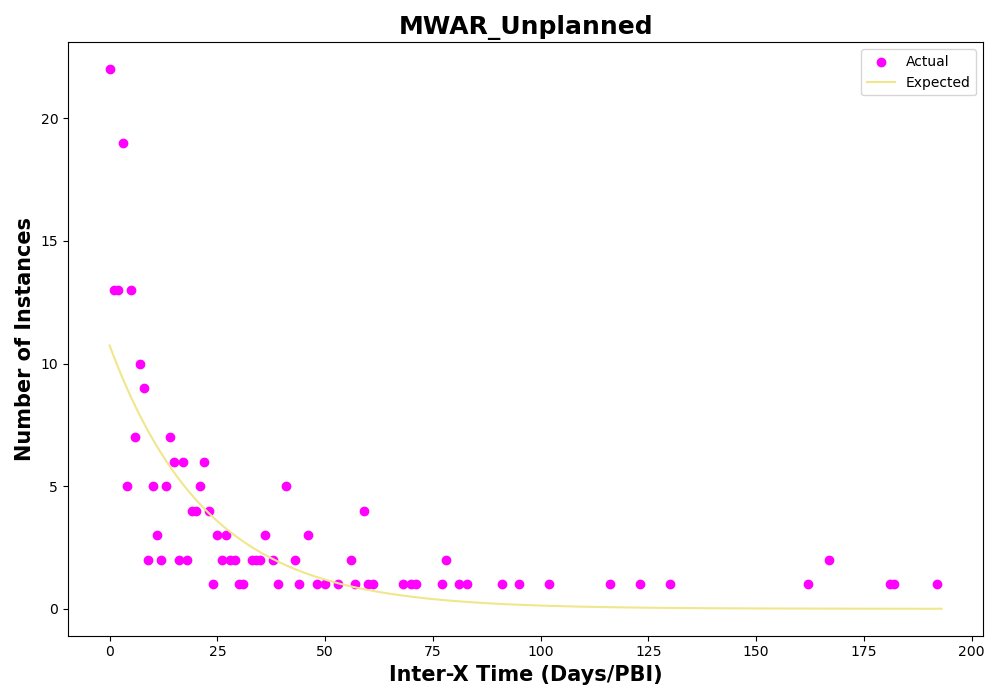 MWAR_Unplanned
Actual
Expected
Number of Instances
20
15
10
5
0
0 25 50 75 100 125 150 175 200
Inter-X Time (Days/PBI)